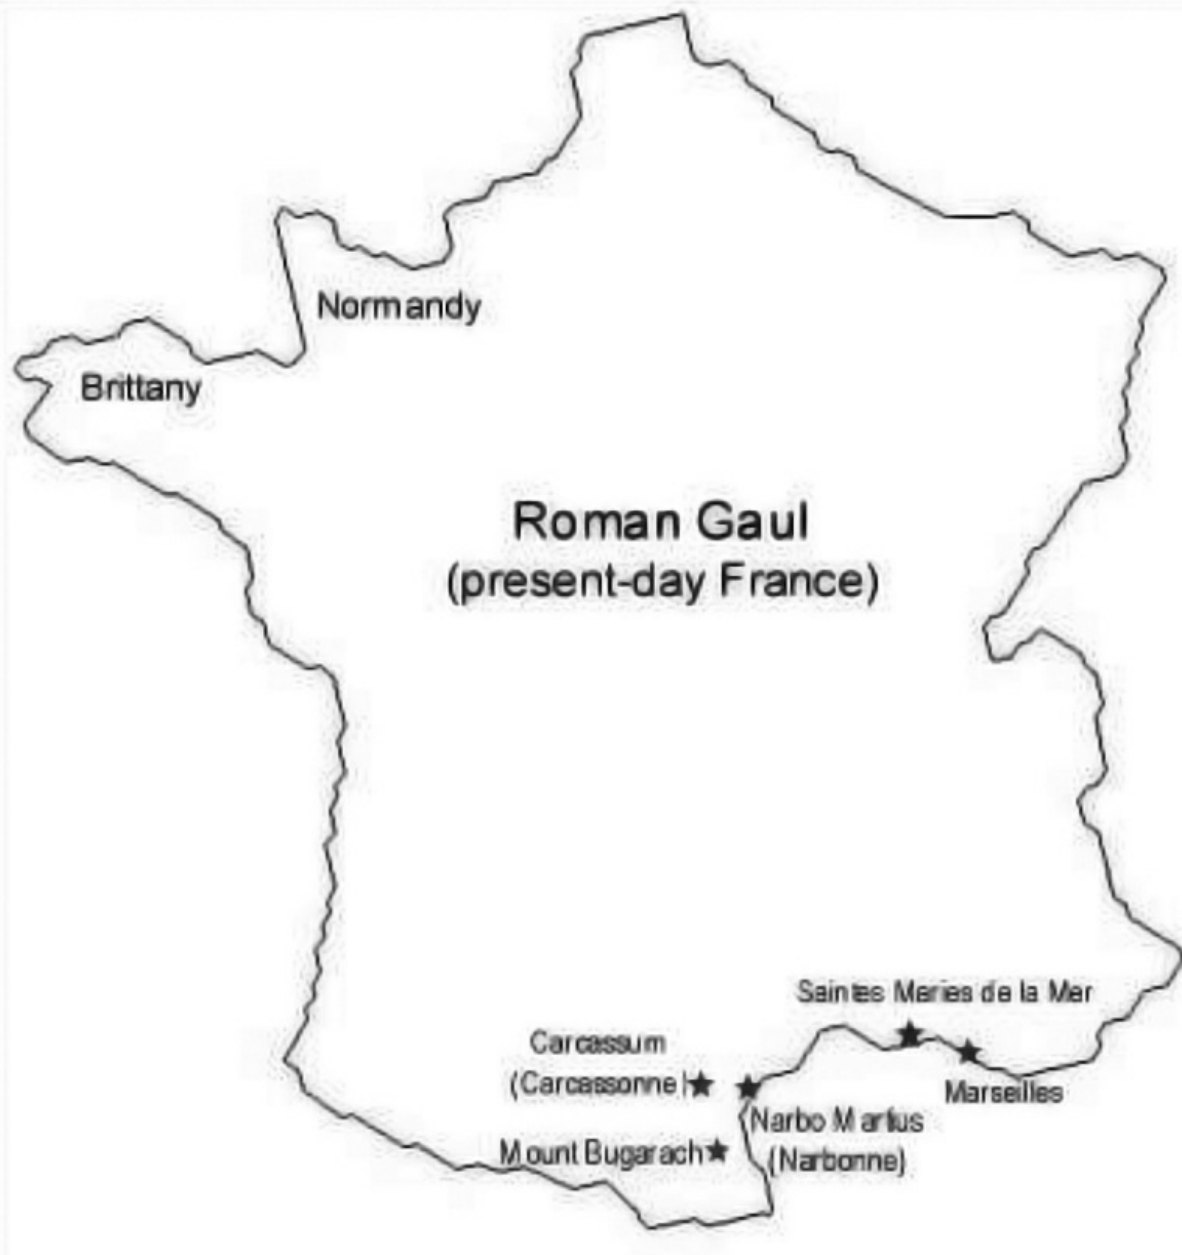 Normandy
Brittany
Roman Gaul
(present-day France)
Saintes Maries de la Mer
Carcassum
(Carcassonne)
Marseilles
Narbo Martius
Mount Bugarach
(Narbonne)